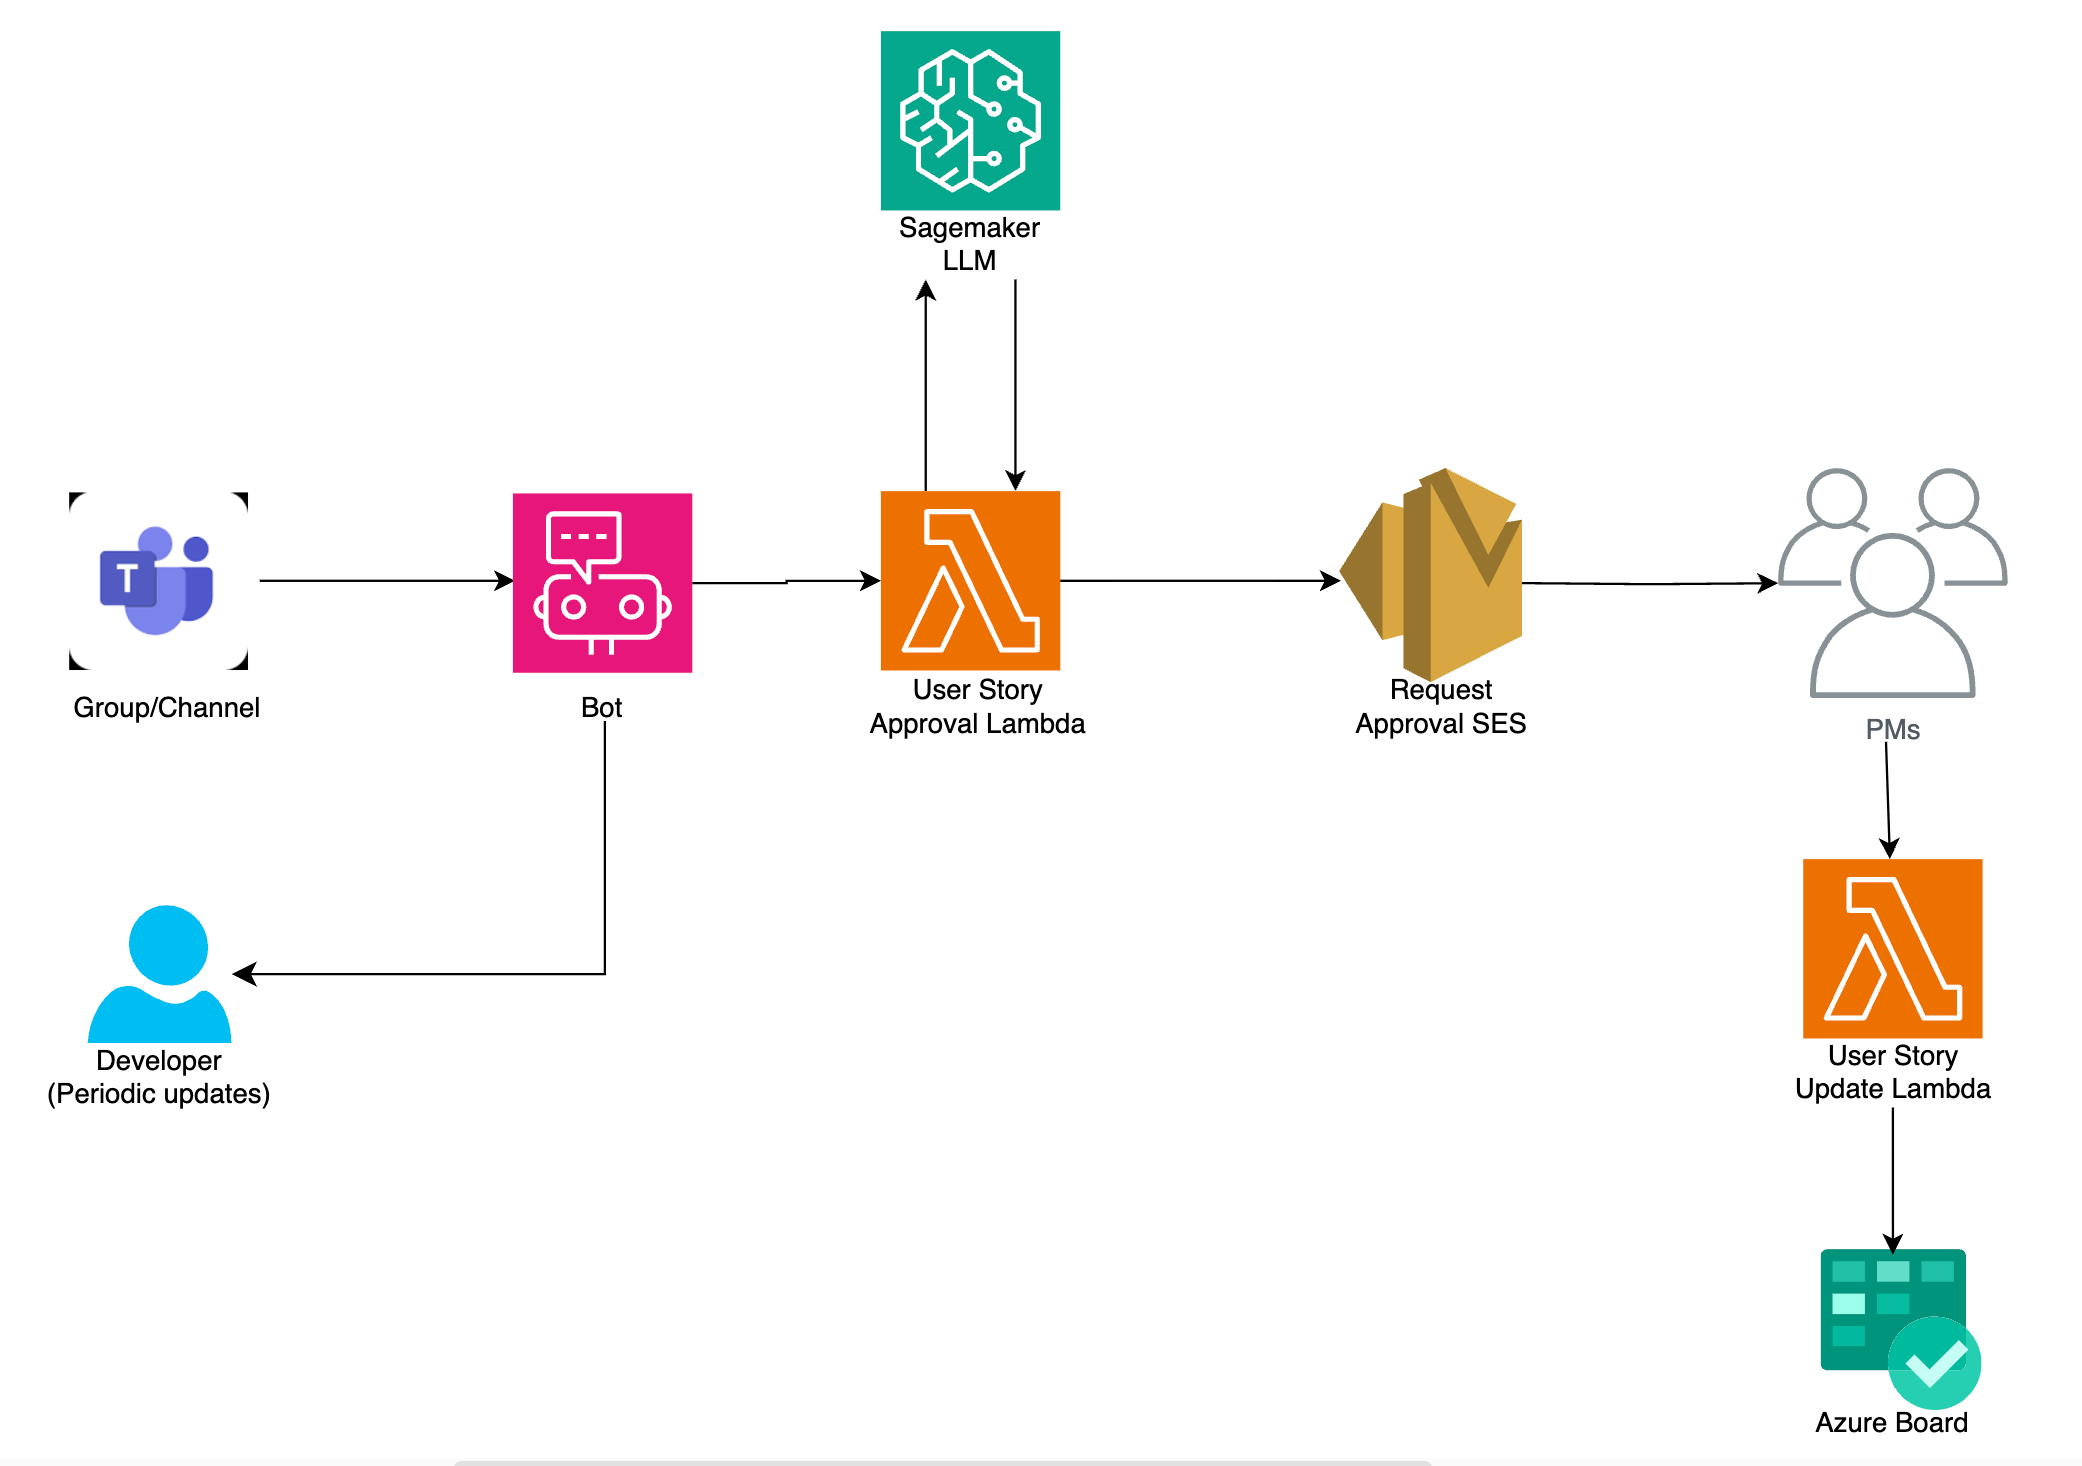 Sagemaker
LLM
T
Group/Channel
Bot
User Story
Approval Lambda
Request
Approval SES
PMs
Developer
(Periodic updates)
User Story
Update Lambda
Azure Board